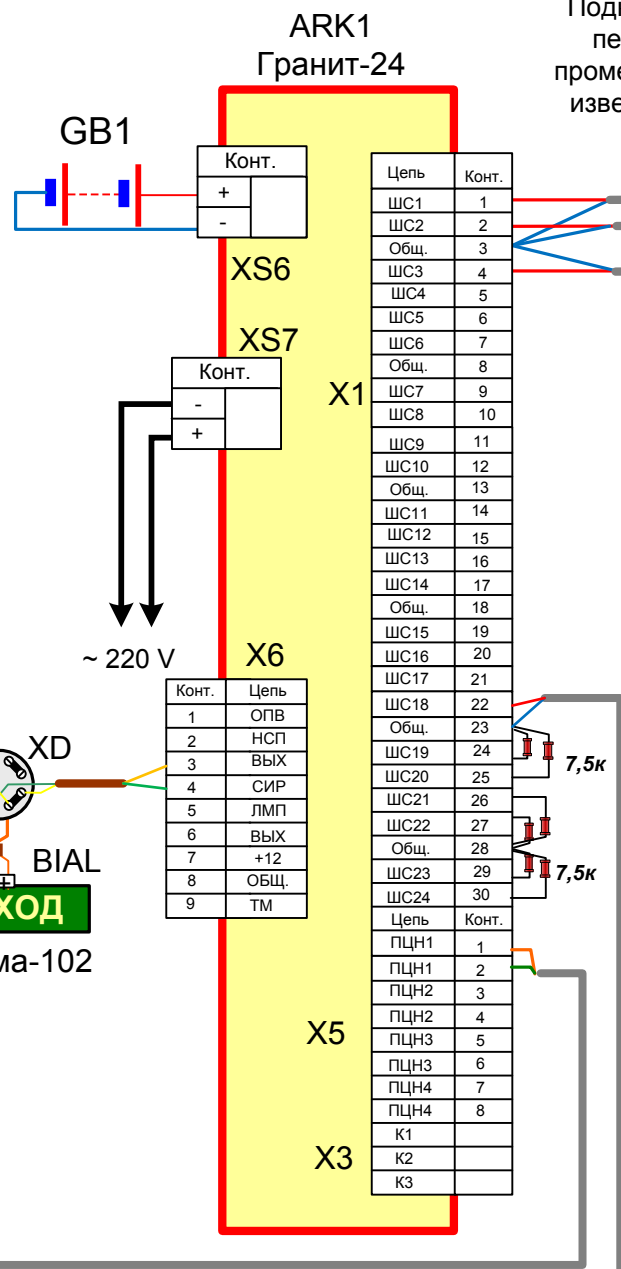 ARK1
Гранит-24
GB1
Конт.
+
-
XS6
XS7
Конт.
-
+
~ 220 V
X6
Конт. Цепь
1 ОПВ
2 НСП
3 ВЫХ
4 СИР
5 ЛМП
6 ВЫХ
7 +12
8 ОБЩ.
9 ТМ
XD
BIAL
+
X1
Цепь Конт.
ШС1 1
ШС2 2
Общ. 3
ШС3 4
ШС4 5
ШС5 6
ШС6 7
Общ. 8
ШС7 9
ШС8 10
ШС9 11
ШС10 12
Общ. 13
ШС11 14
ШС12 15
ШС13 16
ШС14 17
Общ. 18
ШС15 19
ШС16 20
ШС17 21
ШС18 22
Общ. 23
ШС19 24
ШС20 25
ШС21 26
ШС22 27
Общ. 28
ШС23 29
ШС24 30
7,5к
7,5к
X5
Цепь Конт.
ПЦН1 1
ПЦН1 2
ПЦН2 3
ПЦН2 4
ПЦН3 5
ПЦН3 6
ПЦН4 7
ПЦН4 8
X3
К1
К2
К3
ХОД
ма-102
Под
пе
пром
изве